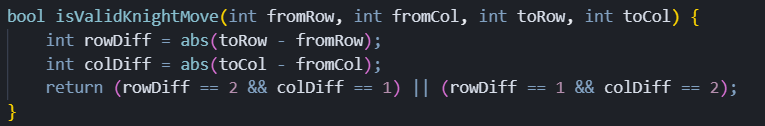 bool isValidKnightMove(int fromRow, int fromCol, int toRow, int toCol) {
    int rowDiff = abs(toRow - fromRow);
    int colDiff = abs(toCol - fromCol);
    return (rowDiff == 2 && colDiff == 1) || (rowDiff == 1 && colDiff == 2);
}